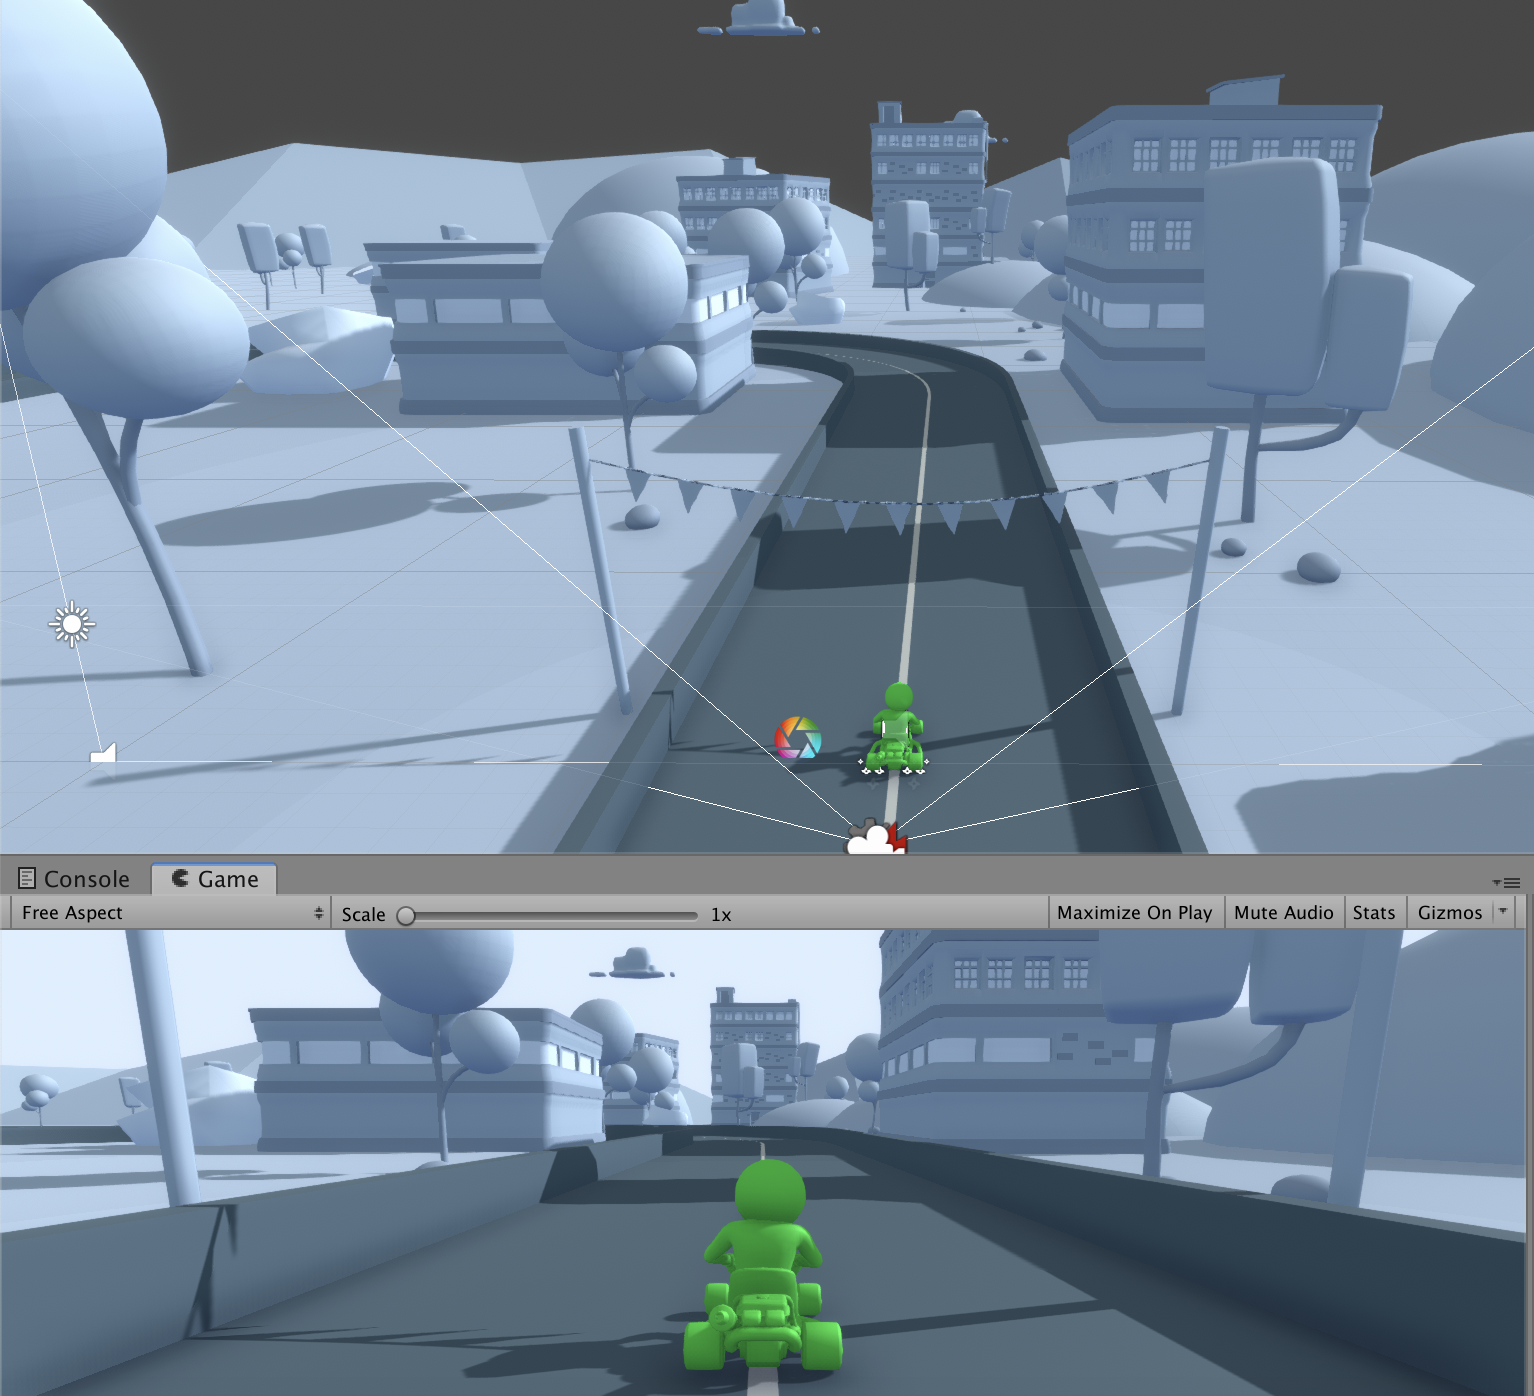 Console
Game
Free Aspect
Scale 1x
Maximize On Play
Mute Audio
Stats
Gizmos